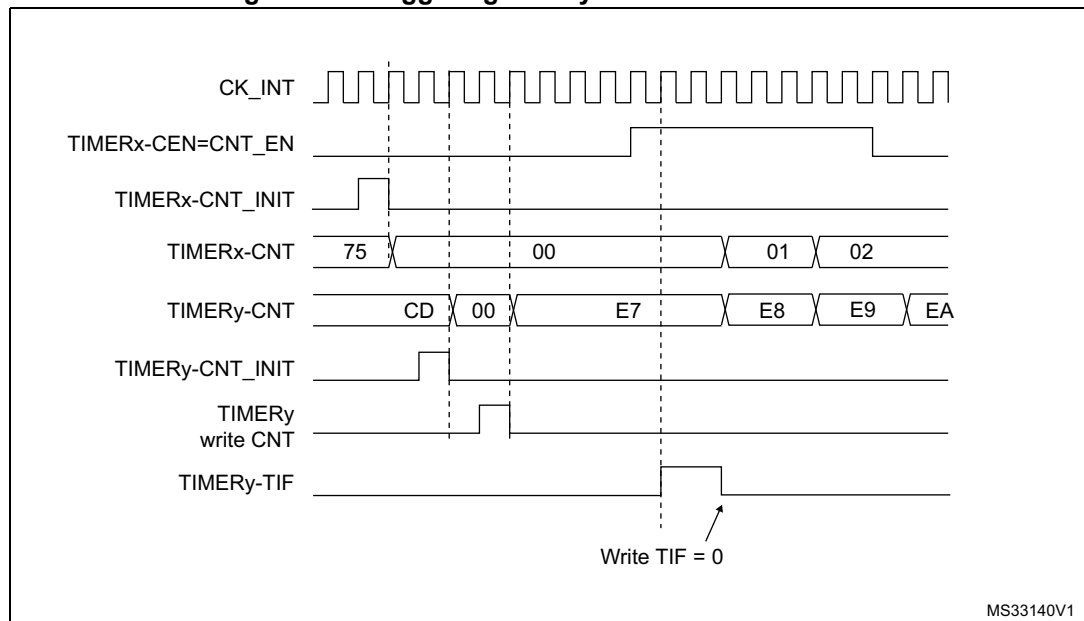 CK_INT
TIMERx-CEN=CNT_EN
TIMERx-CNT_INIT
TIMERx-CNT 75 00 01 02
TIMERy-CNT CD 00 E7 E8 E9 EA
TIMERy-CNT_INIT
TIMERy
write CNT
TIMERy-TIF
Write TIF = 0
MS33140V1